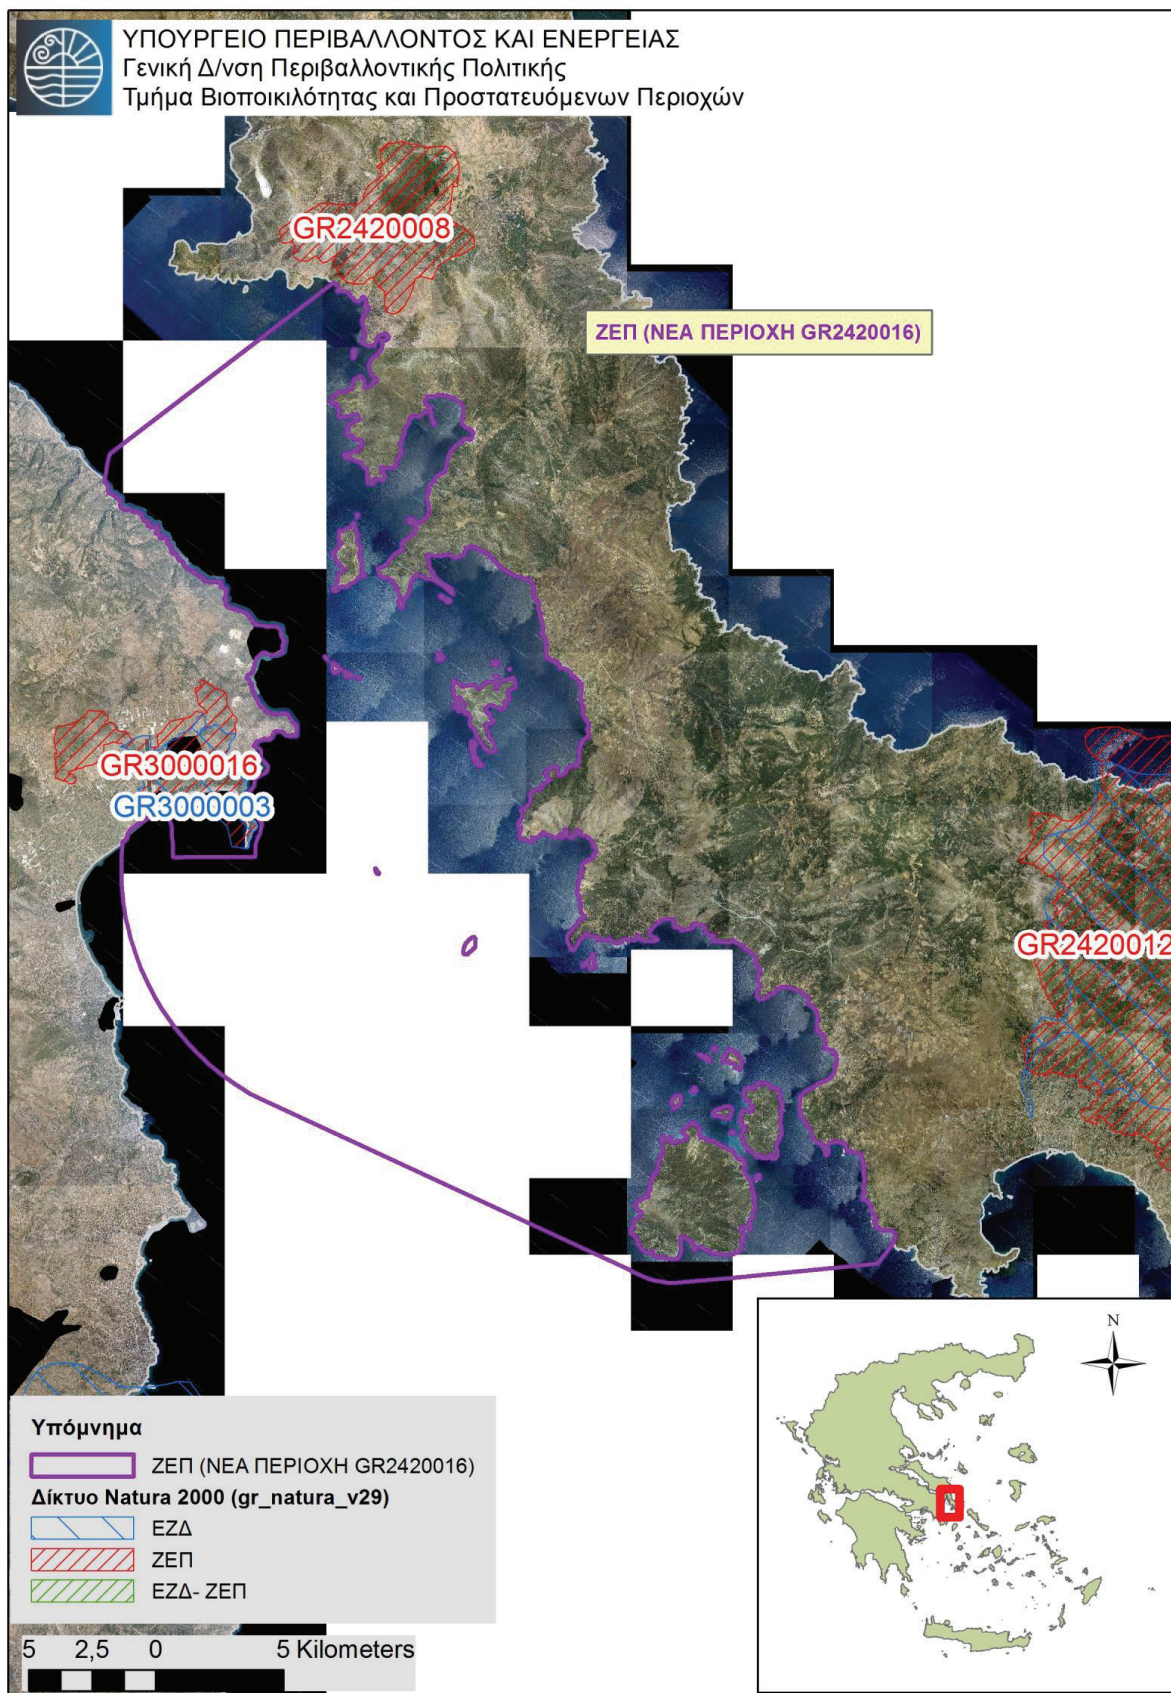 ΥΠΟΥΡΓΕΙΟ ΠΕΡΙΒΑΛΛΟΝΤΟΣ ΚΑΙ ΕΝΕΡΓΕΙΑΣ
Γενική Δ/νση Περιβαλλοντικής Πολιτικής
Τμήμα Βιοποικιλότητας και Προστατευόμενων Περιοχών
GR2420008
ΖΕΠ (ΝΕΑ ΠΕΡΙΟΧΗ GR2420016)
GR3000016
GR3000003
GR2420012
Υπόμνημα
ΖΕΠ (ΝΕΑ ΠΕΡΙΟΧΗ GR2420016)
Δίκτυο Natura 2000 (gr_natura_v29)
ΕΖΔ
ΖΕΠ
ΕΖΔ- ΖΕΠ
5 2,5 0 5 Kilometers
N